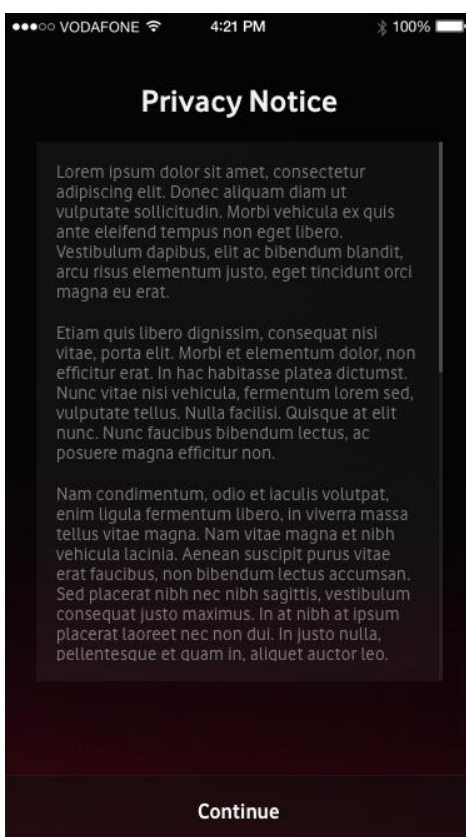 VODAFONE 4:21 PM 100%
Privacy Notice
Lorem ipsum dolor sit amet, consectetur
adipiscing elit. Donec aliquam diam ut
vulputate sollicitudin. Morbi vehicula ex quis
ante eleifend tempus non eget libero.
Vestibulum dapibus, elit ac bibendum blandit,
arcu risus elementum justo, eget tincidunt orci
magna eu erat.
Etiam quis libero dignissim, consequat nisi
vitae, porta elit. Morbi et elementum dolor, non
efficitur erat. In hac habitasse platea dictumst.
Nunc vitae nisi vehicula, fermentum lorem sed,
vulputate tellus. Nulla facilisi. Quisque at elit
nunc. Nunc faucibus bibendum lectus, ac
posuere magna efficitur non.
Nam condimentum, odio et iaculis volutpat,
enim ligula fermentum libero, in viverra massa
tellus vitae magna. Nam vitae magna et nibh
vehicula lacinia. Aenean suscipit purus vitae
erat faucibus, non bibendum lectus accumsan.
Sed placerat nibh nec nibh sagittis, vestibulum
consequat justo maximus. In at nibh at ipsum
placerat laoreet nec non dui. In justo nulla,
pellentesque et quam in, aliquet auctor leo.
Continue